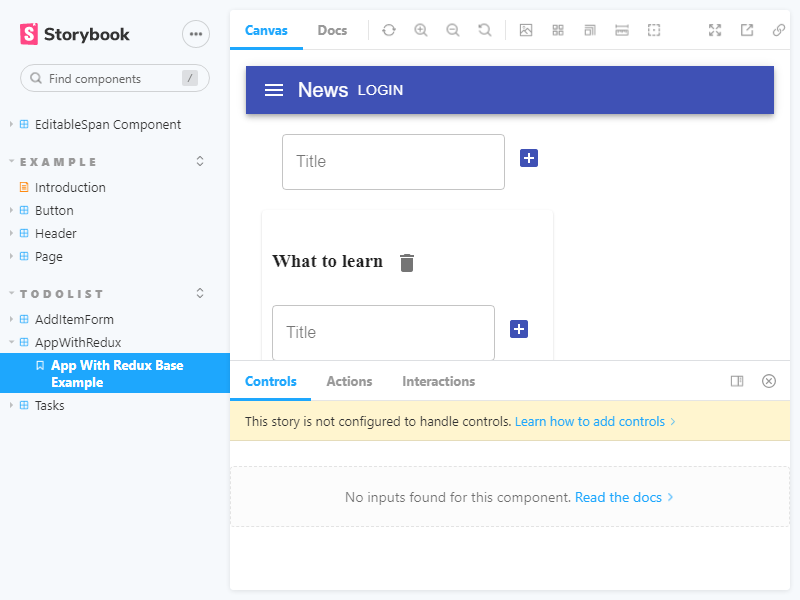 Storybook
Find components
/
EditableSpan Component
EXAMPLE
Introduction
Button
Header
Page
TODOLIST
AddItemForm
AppWithRedux
App With Redux Base
Example
Tasks
Canvas
Docs
News LOGIN
Title
What to learn
Title
Controls
Actions
Interactions
This story is not configured to handle controls. Learn how to add controls
No inputs found for this component. Read the docs